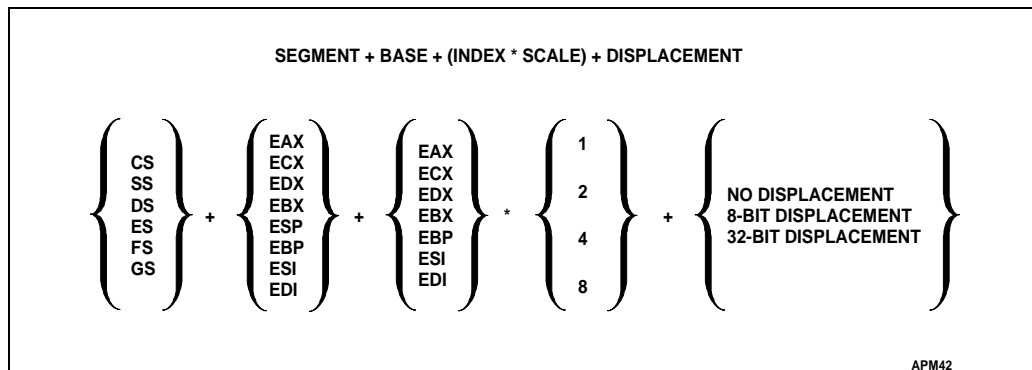 SEGMENT + BASE + (INDEX * SCALE) + DISPLACEMENT
CS
SS
DS
ES
FS
GS
+
EAX
ECX
EDX
EBX
ESP
EBP
ESI
EDI
+
EAX
ECX
EDX
EBX
EBP
ESI
EDI
*
1
2
4
8
+
NO DISPLACEMENT
8-BIT DISPLACEMENT
32-BIT DISPLACEMENT
APM42